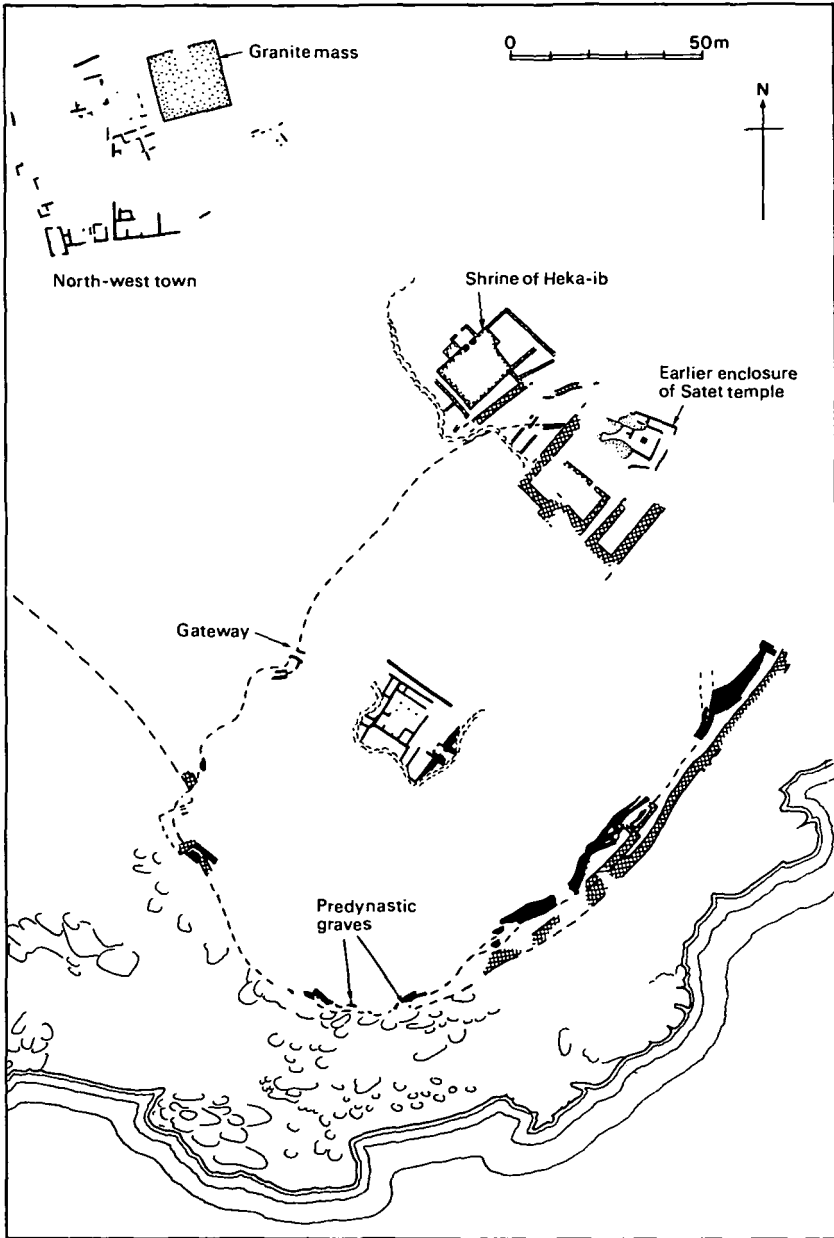 Granite mass
0 50m
N
North-west town
Shrine of Heka-ib
Earlier enclosure
of Satet temple
Gateway
Predynastic
graves